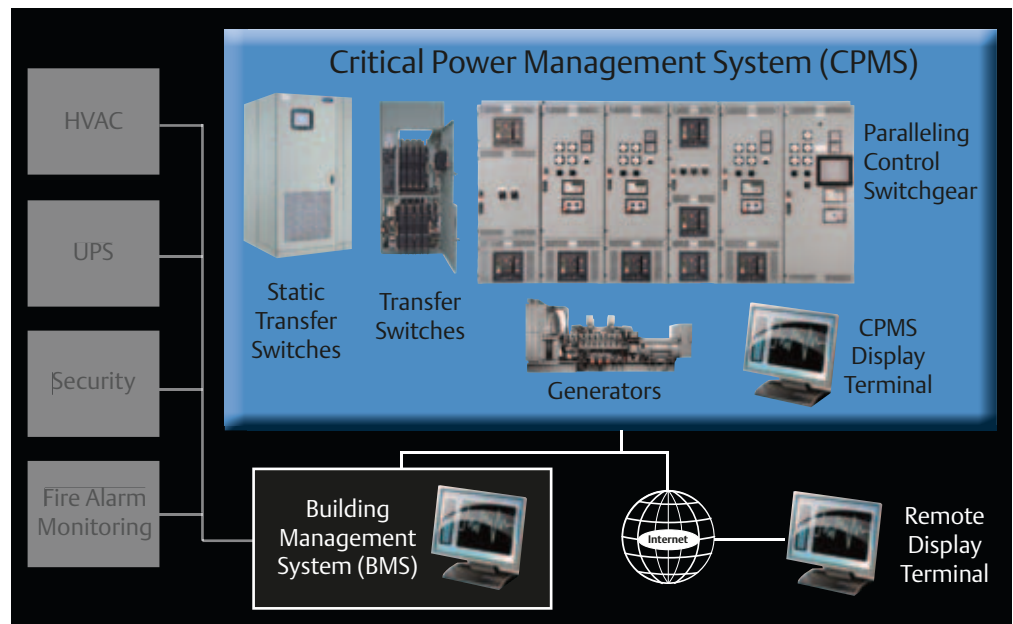 Critical Power Management System (CPMS)
HVAC
UPS
Security
Fire Alarm
Monitoring
Static
Transfer
Switches
Transfer
Switches
Paralleling
Control
Switchgear
Generators
CPMS
Display
Terminal
Building
Management
System (BMS)
Internet
Remote
Display
Terminal